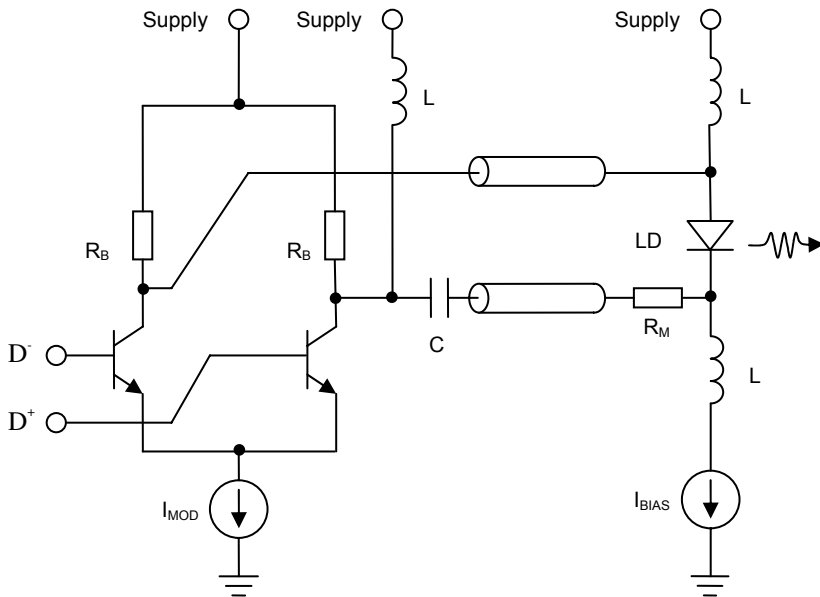 Supply
Supply
Supply
L
L
R_B
R_B
LD
R_M
C
D⁻
D⁺
L
I_MOD
I_BIAS